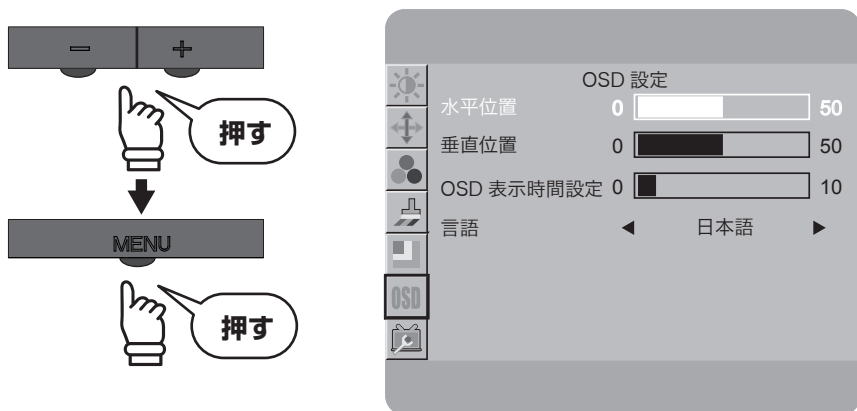 − +
押す
MENU
押す
OSD 設定
水平位置 0 50
垂直位置 0 50
OSD 表示時間設定 0 10
言語 ◀ 日本語 ▶
OSD